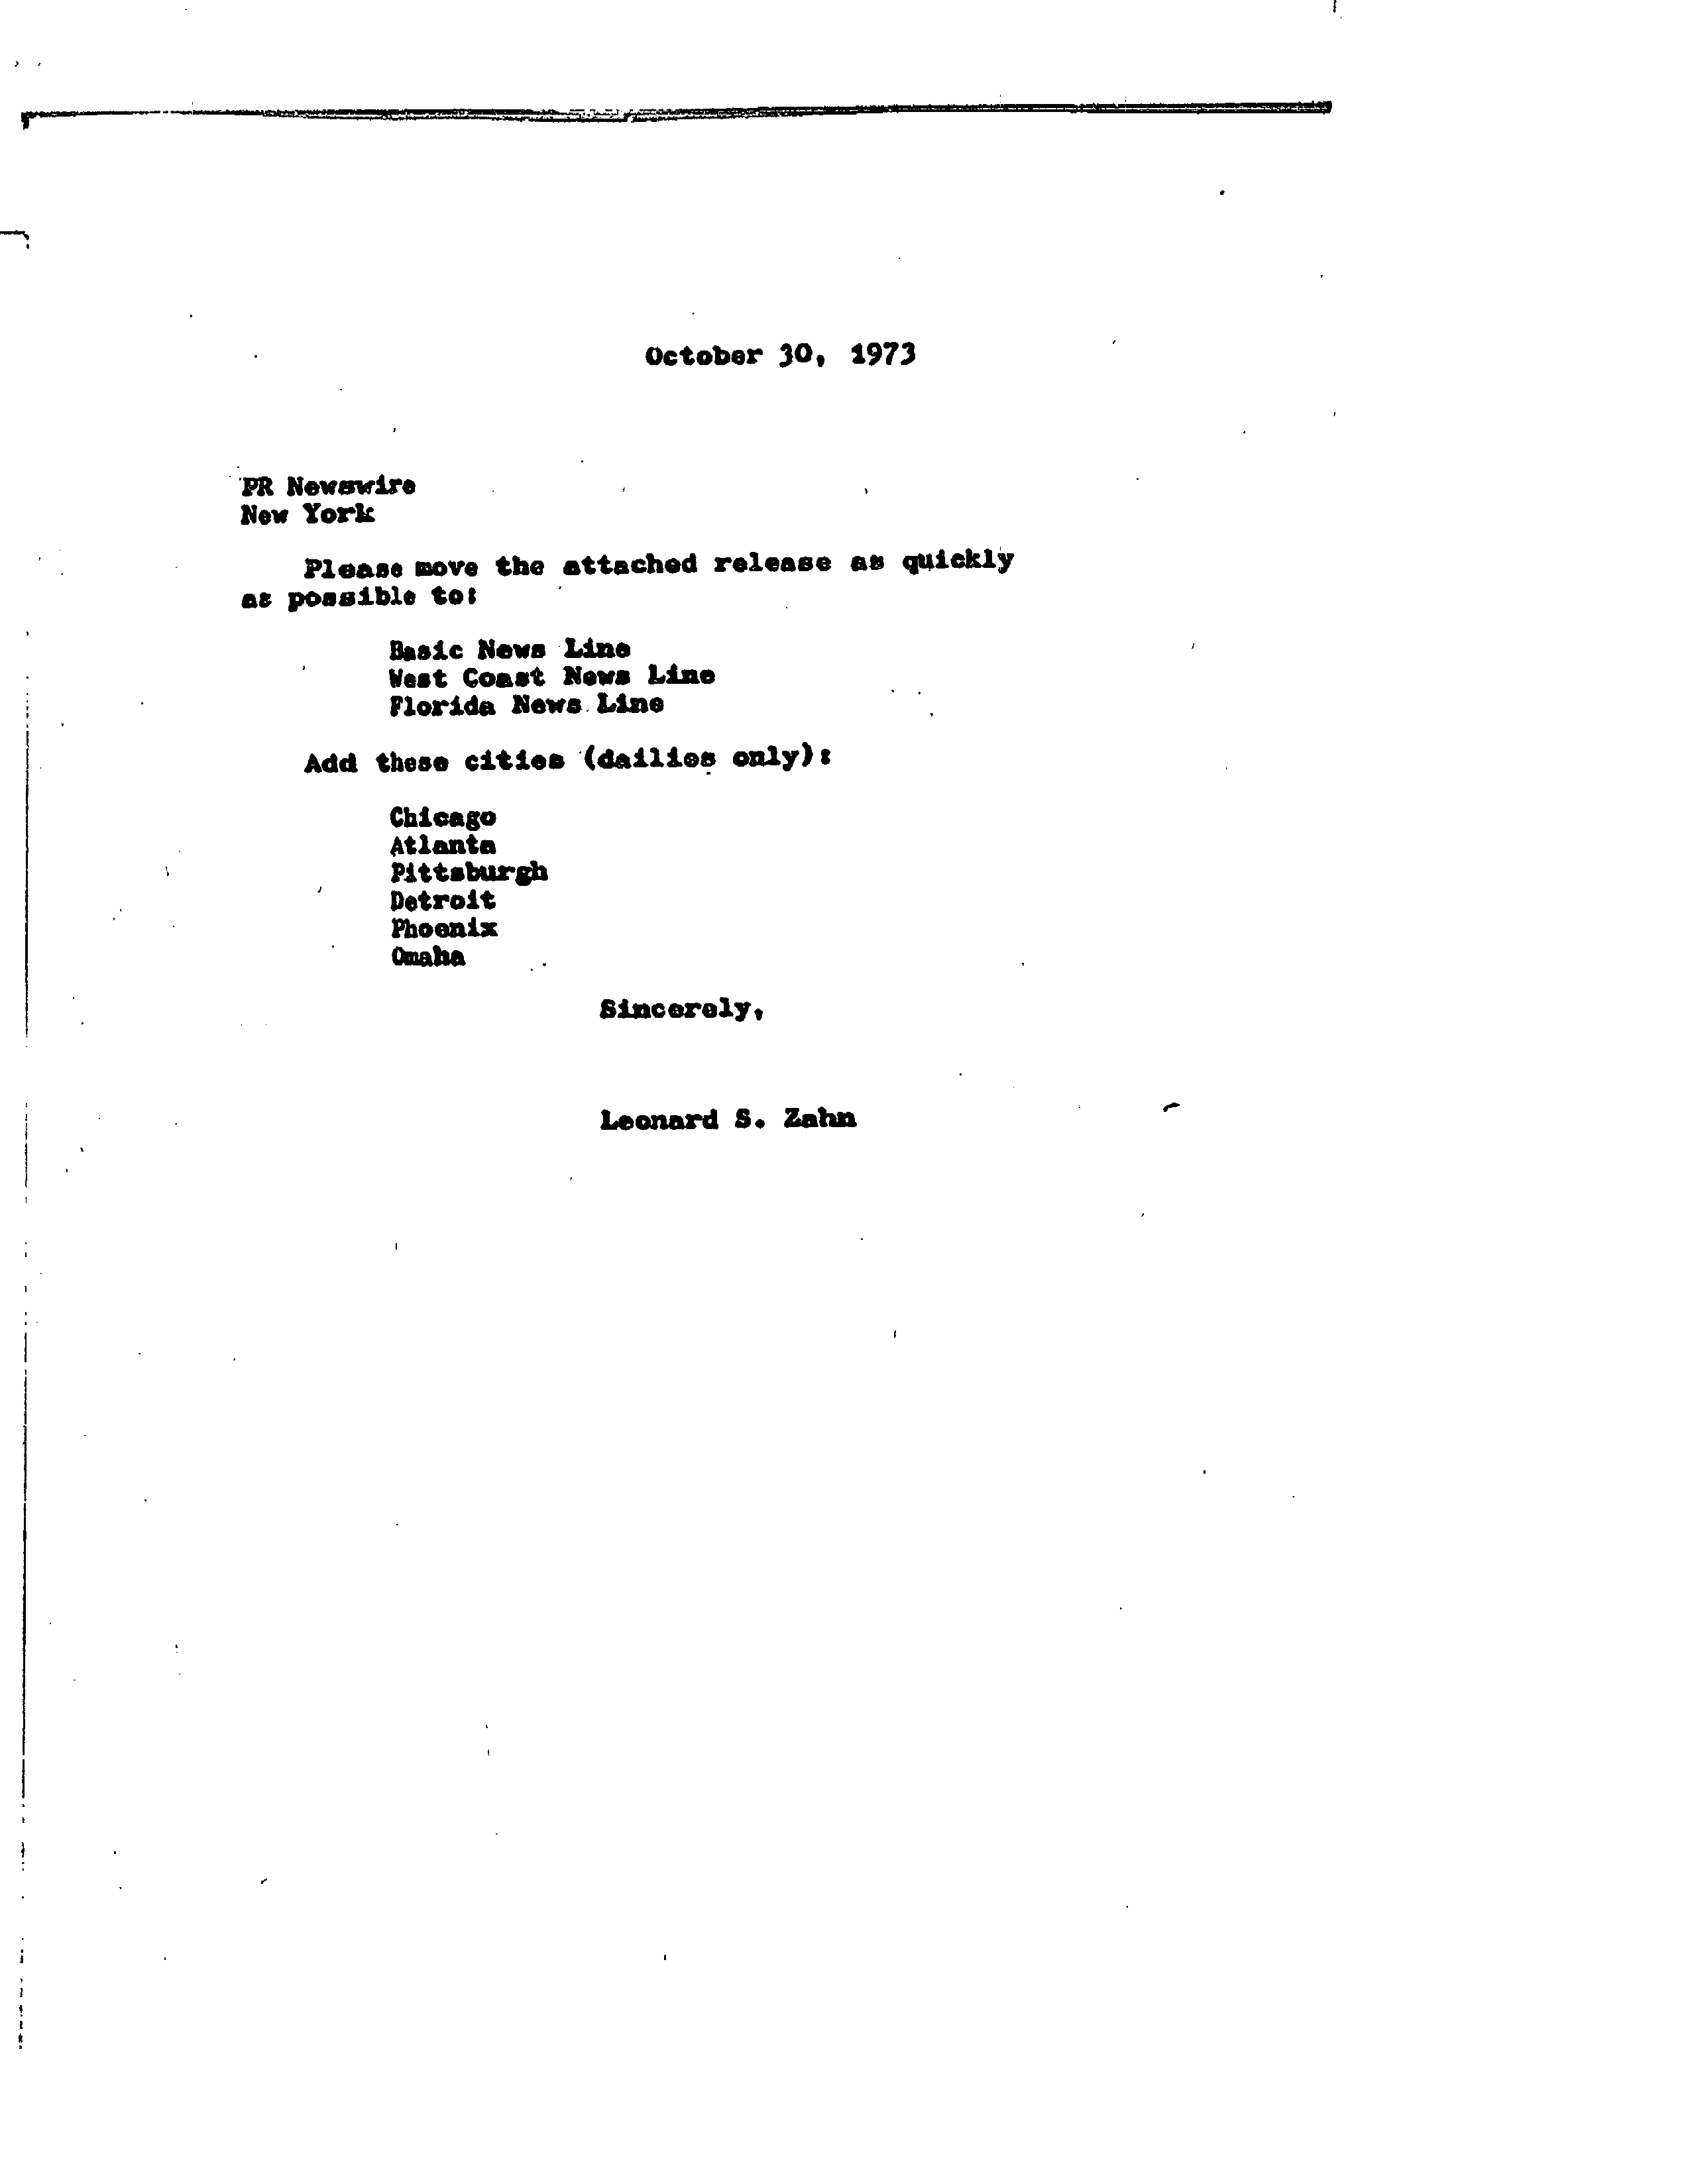 October 30, 1973
PR Newswire
New York
Please move the attached release as quickly
as possible to:
Basic News Line
West Coast News Line
Florida News Line
Add these cities (dailies only):
Chicago
Atlanta
Pittsburgh
Detroit
Phoenix
Omaha
Sincerely,
Leonard S. Zahn